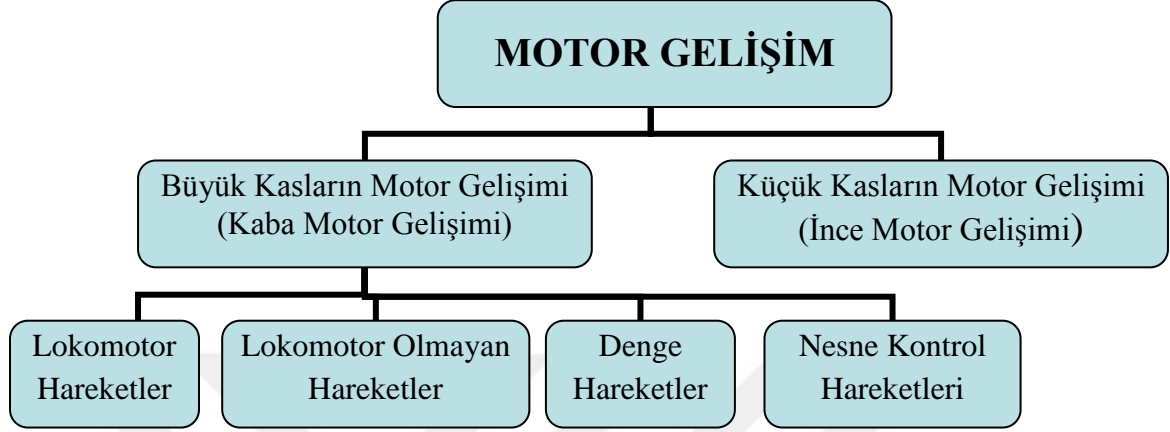 MOTOR GELİŞİM
Büyük Kasların Motor Gelişimi
(Kaba Motor Gelişimi)
Küçük Kasların Motor Gelişimi
(İnce Motor Gelişimi)
Lokomotor
Hareketler
Lokomotor Olmayan
Hareketler
Denge
Hareketler
Nesne Kontrol
Hareketleri